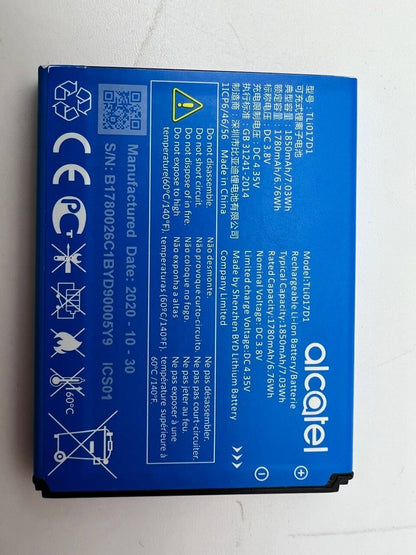 alcatel
Model:TLi017D1
Rechargeable Li-ion Battery/Batterie
Typical Capacity:1850mAh/7.03Wh
Rated Capacity:1780mAh/6.76Wh
Nominal Voltage: DC 3.8V
Limited Charge Voltage: DC 4.35V
Manufacturer:Shenzhen BYD Lithium Battery
Company Limited
型号：TLi017D1
可充式锂离子电池
典型容量：1850mAh/7.03Wh
额定容量：1780mAh/6.76Wh
标称电压：DC 3.8V
充电限制电压：DC 4.35V
执行标准：GB 31241-2014
制造商：深圳市比亚迪锂电池有限公司
1ICP6/46/56 Made in China
Do not disassemble.
Do not short circuit.
Do not dispose of in fire.
Do not expose to high
temperature(60°C/140°F).
Não desmonte.
Não provoque curto-circuito.
Não coloque no fogo.
Não exponha a altas
temperaturas (60°C/140°F).
Ne pas désassembler.
Ne pas court-circuiter.
Ne pas jeter au feu.
Ne pas exposer à une
température supérieure à
60°C/140°F.
Manufactured Date: 2020-10-30
S/N: B1780026C1BYD90005Y9 ICS01
60°C